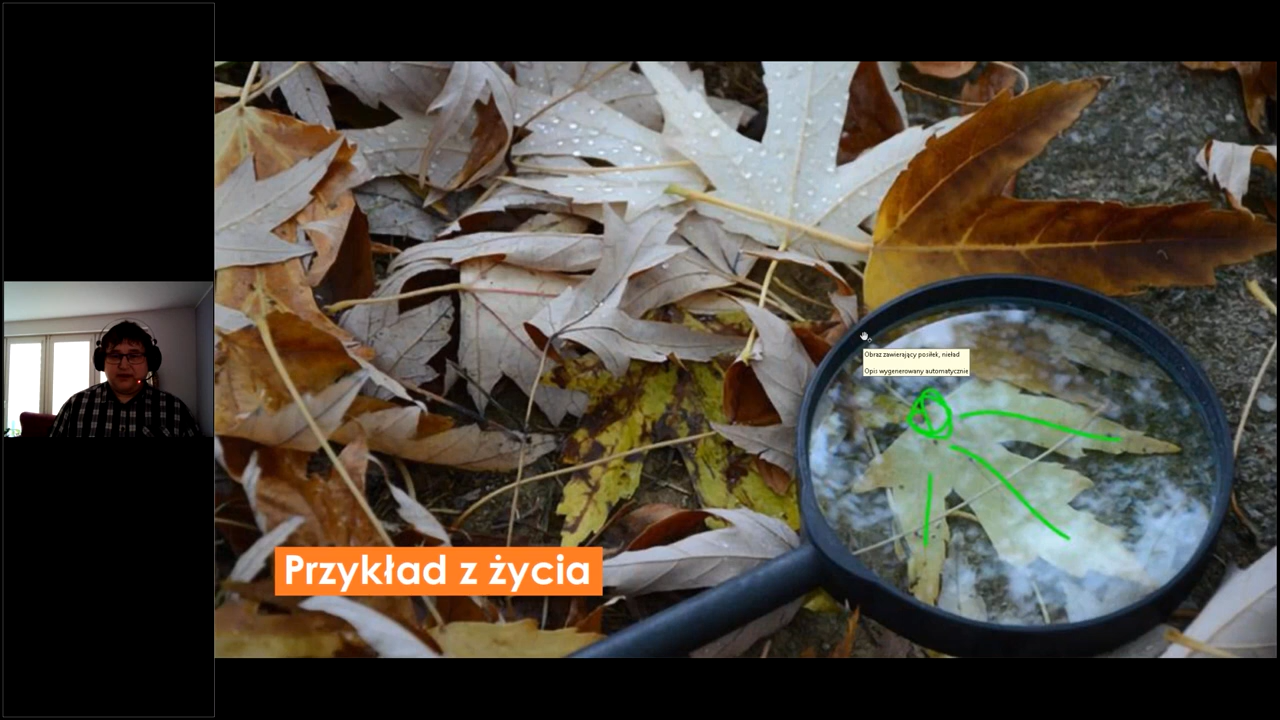 Obraz zawierający posiłek, nieład
Opis wygenerowany automatycznie
Przykład z życia